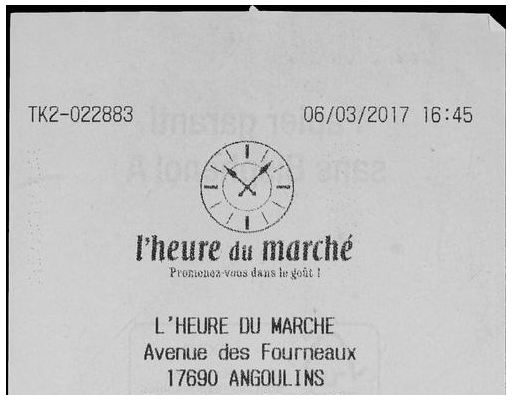 TK2-022883 06/03/2017 16:45
l'heure du marché
Promenez-vous dans le goût !
L'HEURE DU MARCHE
Avenue des Fourneaux
17690 ANGOULINS